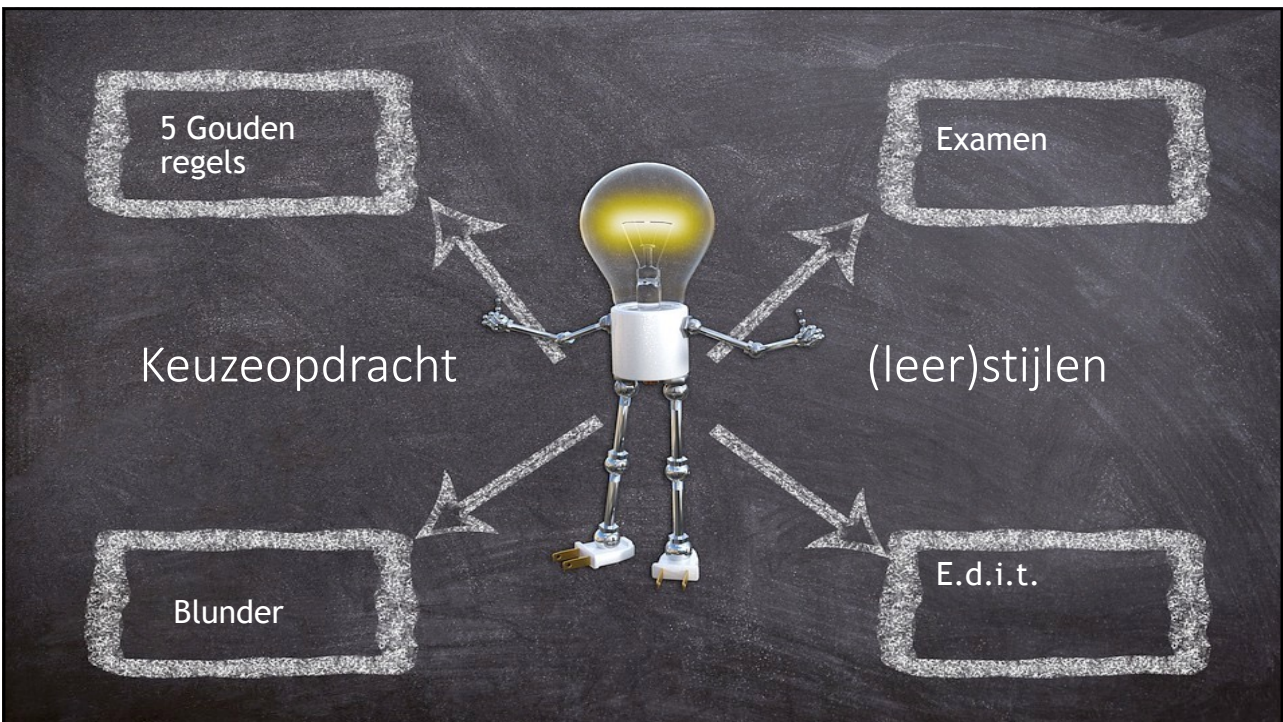 5 Gouden
regels
Examen
Keuzeopdracht
(leer)stijlen
Blunder
E.d.i.t.